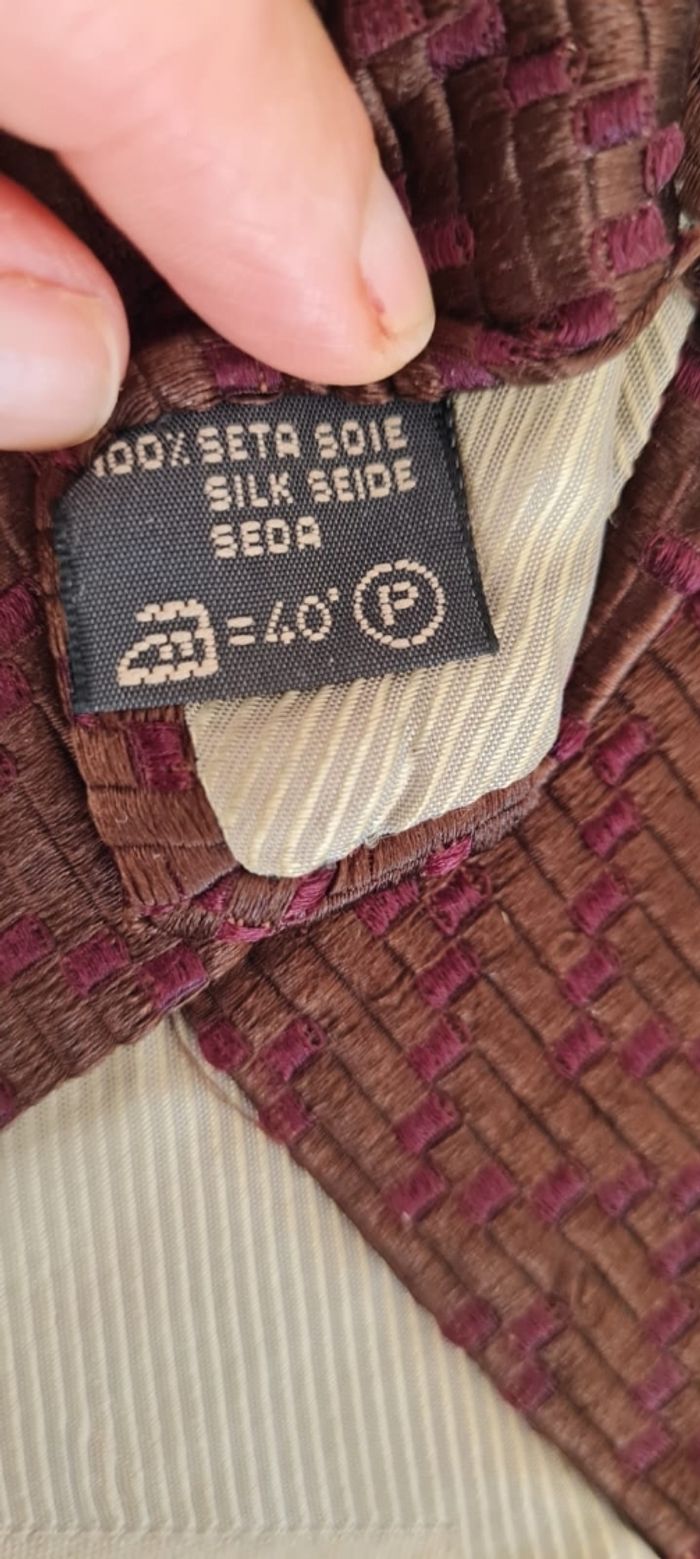 100% SETA SOIE
SILK SEIDE
SEDA
=40° P